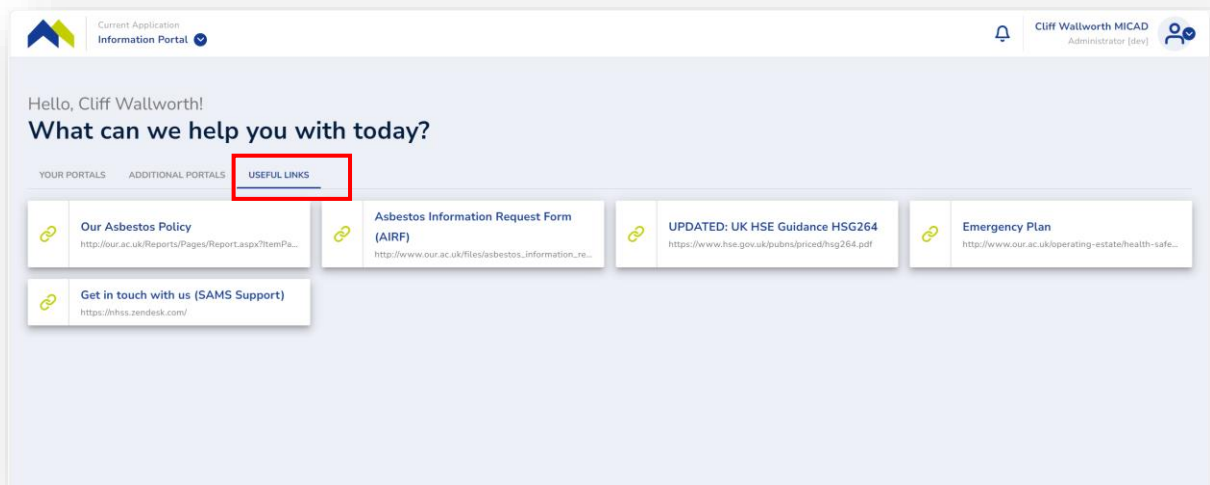 Current Application
Information Portal
Cliff Wallworth MICAD
Administrator [dev]
Hello, Cliff Wallworth!
What can we help you with today?
YOUR PORTALS ADDITIONAL PORTALS USEFUL LINKS
Our Asbestos Policy
http://our.ac.uk/Reports/Pages/Report.aspx?ItemPa...
Asbestos Information Request Form
(AIRF)
http://www.our.ac.uk/files/asbestos_information_re...
UPDATED: UK HSE Guidance HSG264
https://www.hse.gov.uk/pubns/priced/hsg264.pdf
Emergency Plan
http://www.our.ac.uk/operating-estate/health-safe...
Get in touch with us (SAMS Support)
https://nhss.zendesk.com/